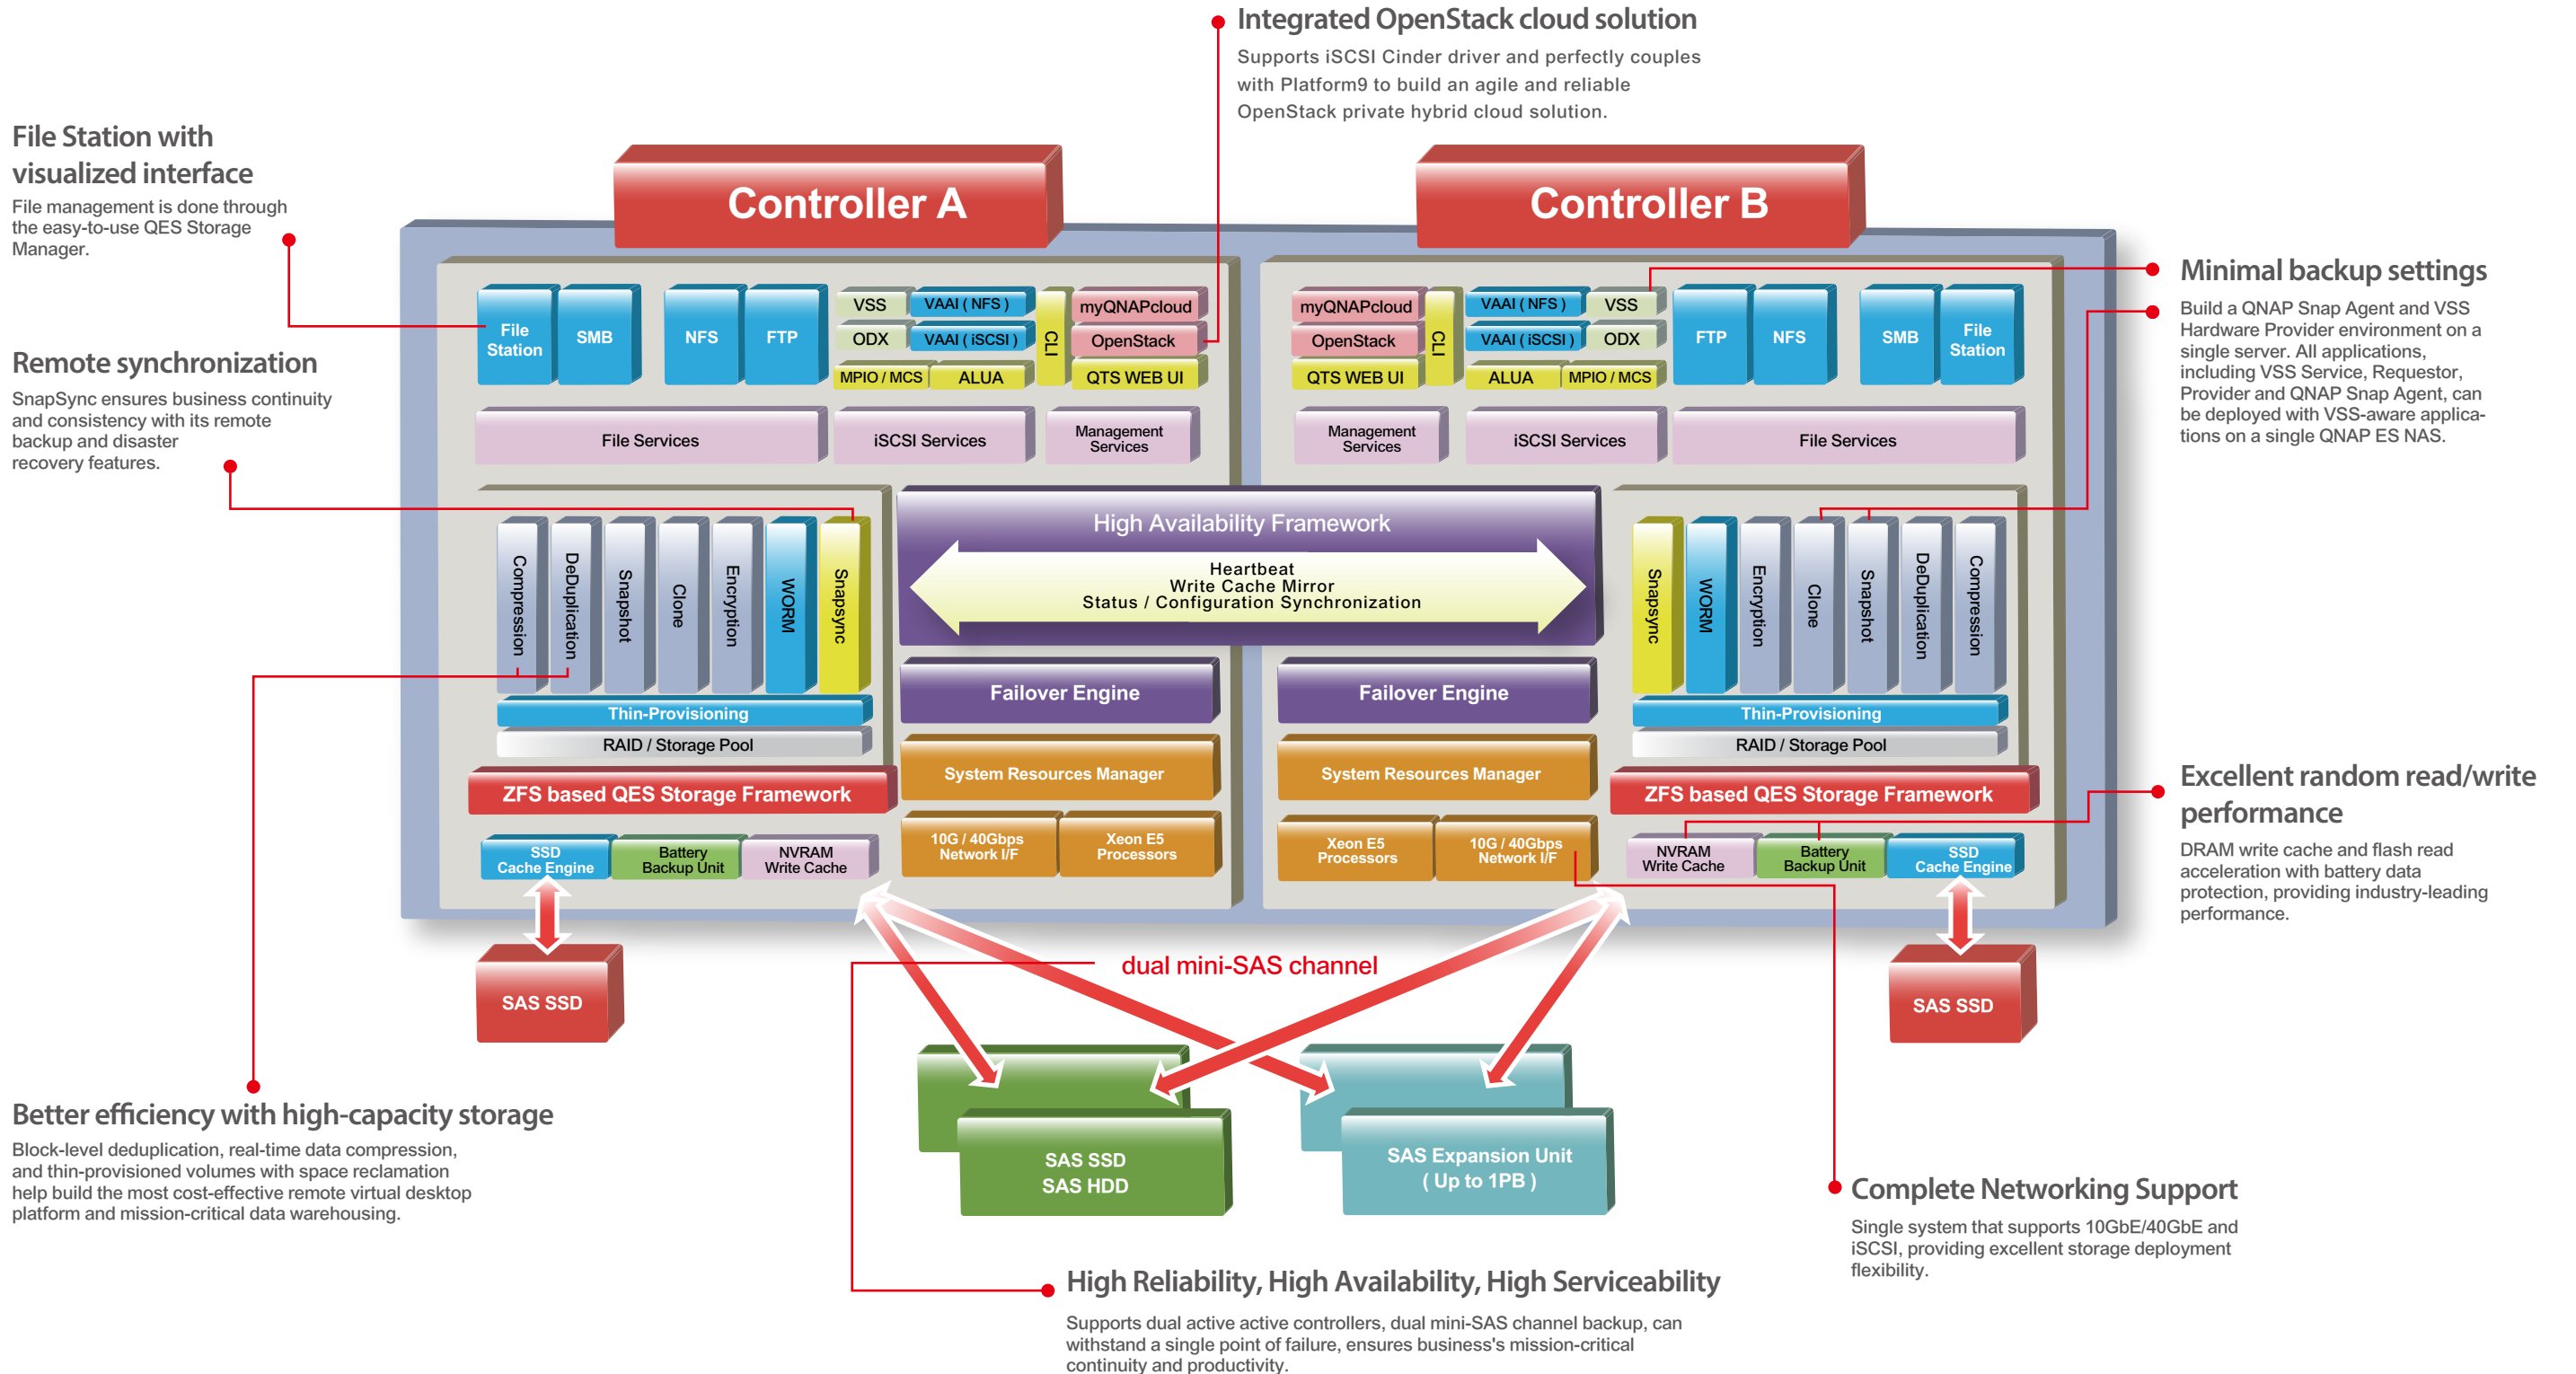 Integrated OpenStack cloud solution
Supports iSCSI Cinder driver and perfectly couples
with Platform9 to build an agile and reliable
OpenStack private hybrid cloud solution.
File Station with
visualized interface
File management is done through
the easy-to-use QES Storage
Manager.
Remote synchronization
SnapSync ensures business continuity
and consistency with its remote
backup and disaster
recovery features.
Controller A
File
Station
SMB
NFS
FTP
VSS
VAAI ( NFS )
ODX
VAAI ( iSCSI )
MPIO / MCS
ALUA
CLI
myQNAPcloud
OpenStack
QTS WEB UI
File Services
iSCSI Services
Management
Services
Controller B
myQNAPcloud
OpenStack
QTS WEB UI
CLI
VAAI ( NFS )
VSS
VAAI ( iSCSI )
ODX
ALUA
MPIO / MCS
FTP
NFS
SMB
File
Station
Management
Services
iSCSI Services
File Services
Minimal backup settings
Build a QNAP Snap Agent and VSS
Hardware Provider environment on a
single server. All applications,
including VSS Service, Requestor,
Provider and QNAP Snap Agent, can
be deployed with VSS-aware applica-
tions on a single QNAP ES NAS.
High Availability Framework
Heartbeat
Write Cache Mirror
Status / Configuration Synchronization
Compression
DeDuplication
Snapshot
Clone
Encryption
WORM
Snapsync
Thin-Provisioning
RAID / Storage Pool
ZFS based QES Storage Framework
SSD
Cache Engine
Battery
Backup Unit
NVRAM
Write Cache
Failover Engine
System Resources Manager
10G / 40Gbps
Network I/F
Xeon E5
Processors
Failover Engine
System Resources Manager
Xeon E5
Processors
10G / 40Gbps
Network I/F
Snapsync
WORM
Encryption
Clone
Snapshot
DeDuplication
Compression
Thin-Provisioning
RAID / Storage Pool
ZFS based QES Storage Framework
NVRAM
Write Cache
Battery
Backup Unit
SSD
Cache Engine
Excellent random read/write
performance
DRAM write cache and flash read
acceleration with battery data
protection, providing industry-leading
performance.
SAS SSD
dual mini-SAS channel
SAS SSD
SAS SSD
SAS HDD
SAS Expansion Unit
( Up to 1PB )
Better efficiency with high-capacity storage
Block-level deduplication, real-time data compression,
and thin-provisioned volumes with space reclamation
help build the most cost-effective remote virtual desktop
platform and mission-critical data warehousing.
Complete Networking Support
Single system that supports 10GbE/40GbE and
iSCSI, providing excellent storage deployment
flexibility.
High Reliability, High Availability, High Serviceability
Supports dual active active controllers, dual mini-SAS channel backup, can
withstand a single point of failure, ensures business's mission-critical
continuity and productivity.